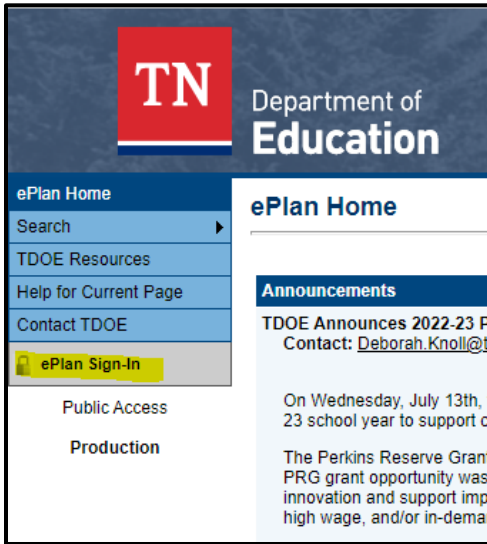 TN
Department of
Education
ePlan Home
Search
TDOE Resources
Help for Current Page
Contact TDOE
ePlan Sign-In
Public Access
Production
ePlan Home
Announcements
TDOE Announces 2022-23 P
Contact: Deborah.Knoll@t
On Wednesday, July 13th,
23 school year to support c
The Perkins Reserve Grant
PRG grant opportunity was
innovation and support imp
high wage, and/or in-dema